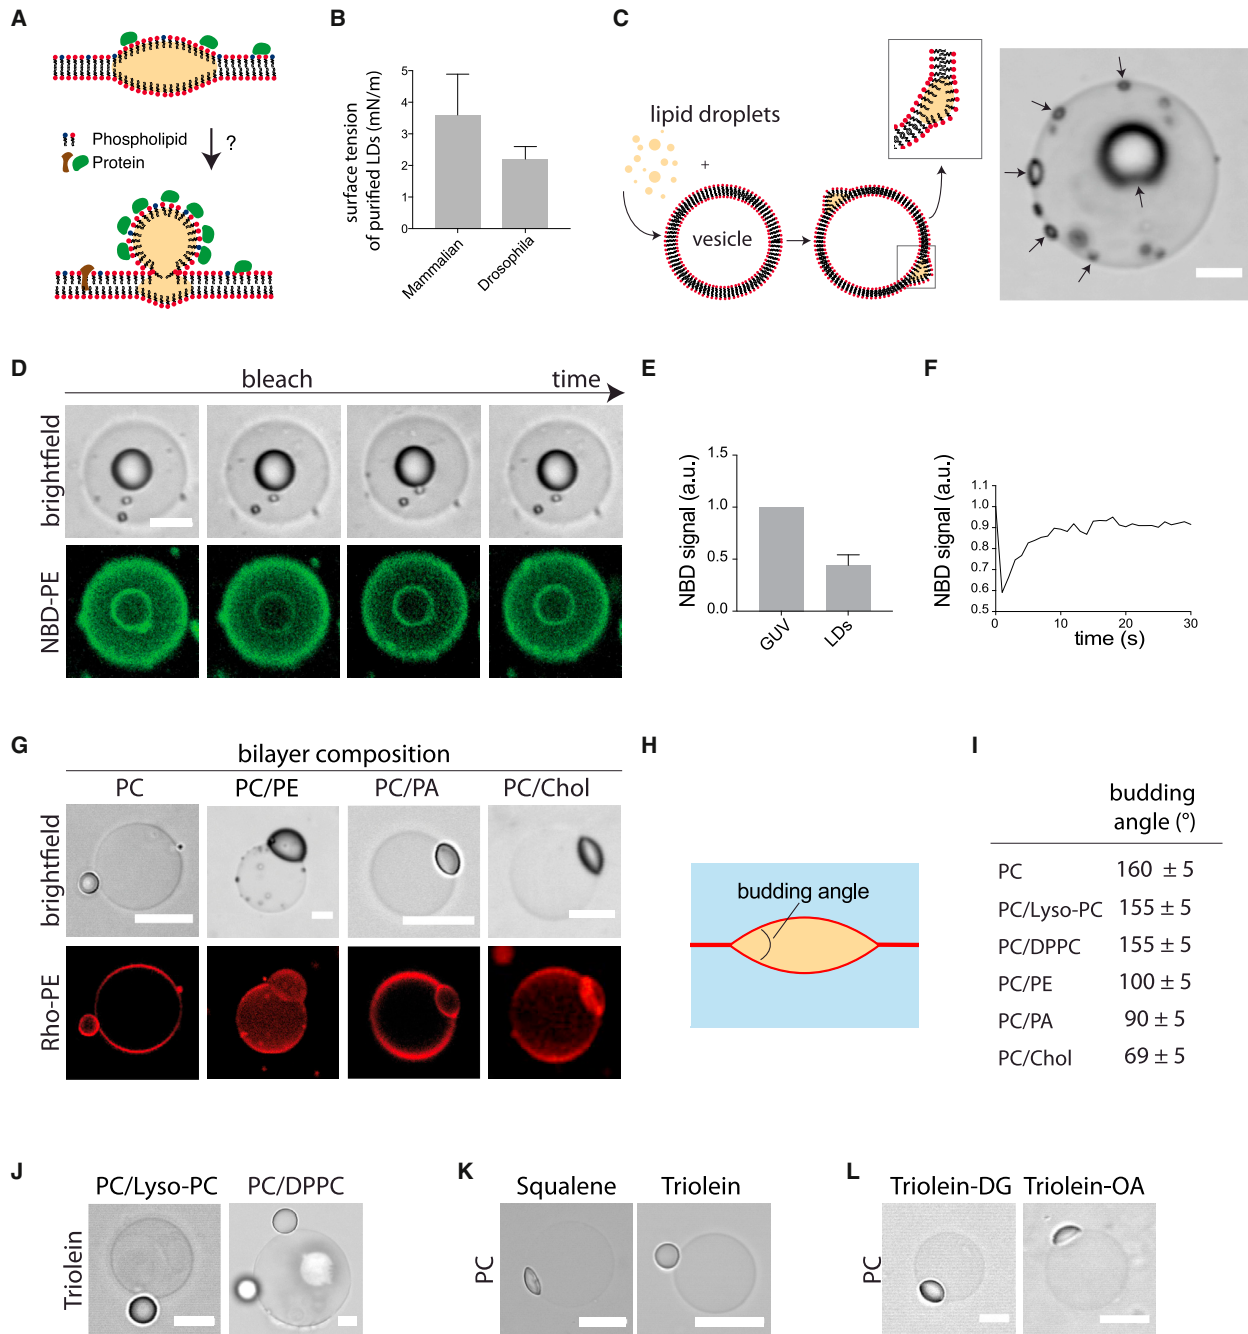 A
Phospholipid
Protein
?
B
surface tension
of purified LDs (mN/m)
5
4
3
2
1
0
Mammalian
Drosophila
C
lipid droplets
+
vesicle
D
bleach
time
brightfield
NBD-PE
E
NBD signal (a.u.)
1.5
1.0
0.5
0.0
GUV
LDs
F
NBD signal (a.u.)
1.1
1.0
0.9
0.8
0.7
0.6
0.5
0
10
20
30
time (s)
G
bilayer composition
PC
PC/PE
PC/PA
PC/Chol
brightfield
Rho-PE
H
budding angle
I
budding
angle (°)
PC 160 ± 5
PC/Lyso-PC 155 ± 5
PC/DPPC 155 ± 5
PC/PE 100 ± 5
PC/PA 90 ± 5
PC/Chol 69 ± 5
J
PC/Lyso-PC
PC/DPPC
Triolein
K
Squalene
Triolein
PC
L
Triolein-DG
Triolein-OA
PC